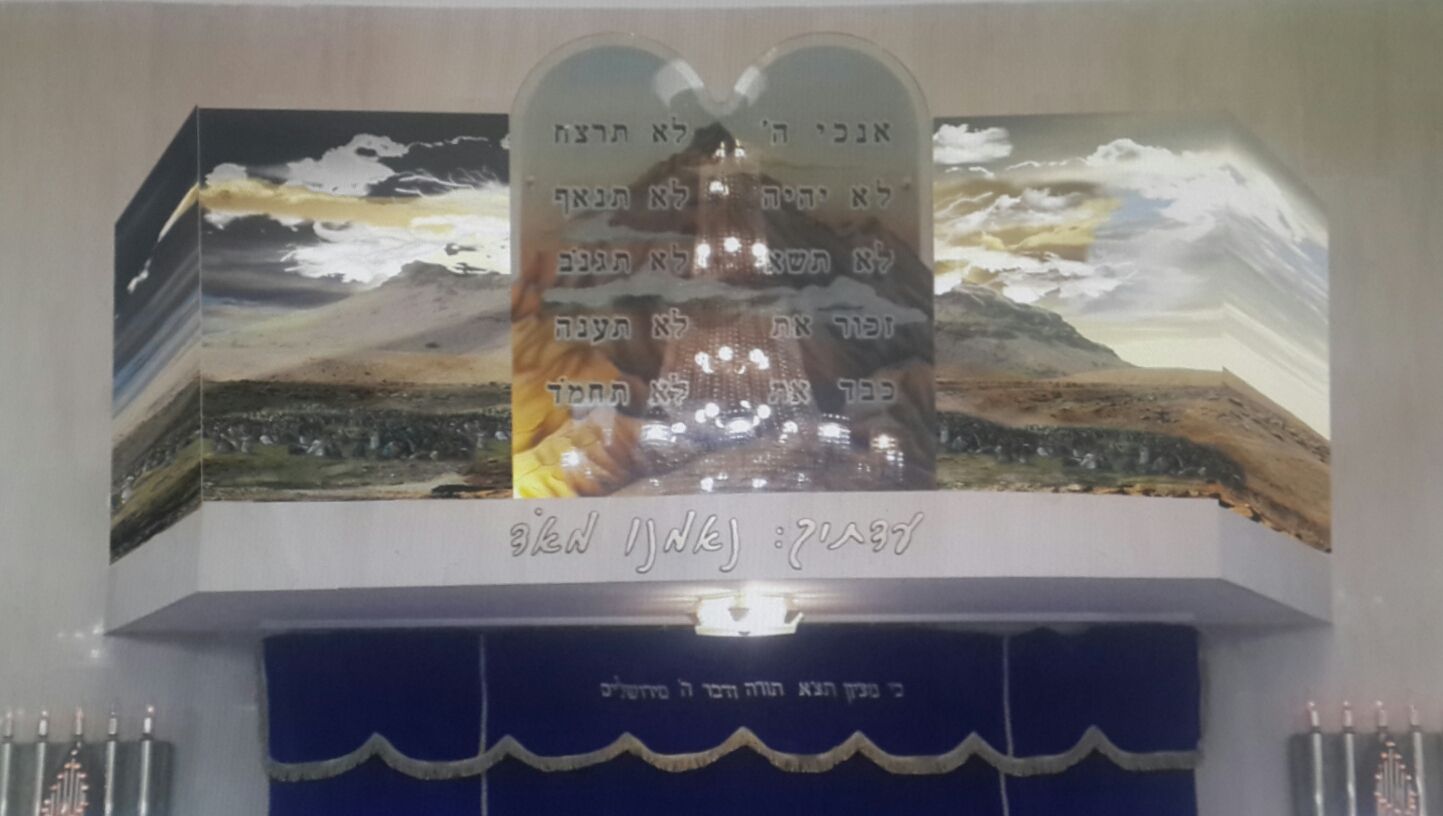 אנכי ה' לא תרצח
לא יהיה לא תנאף
לא תשא לא תגנב
זכור את לא תענה
כבד את לא תחמד
עדתיך: נאמנו מאד
כי מציון תצא תורה ודבר ה' מירושלים